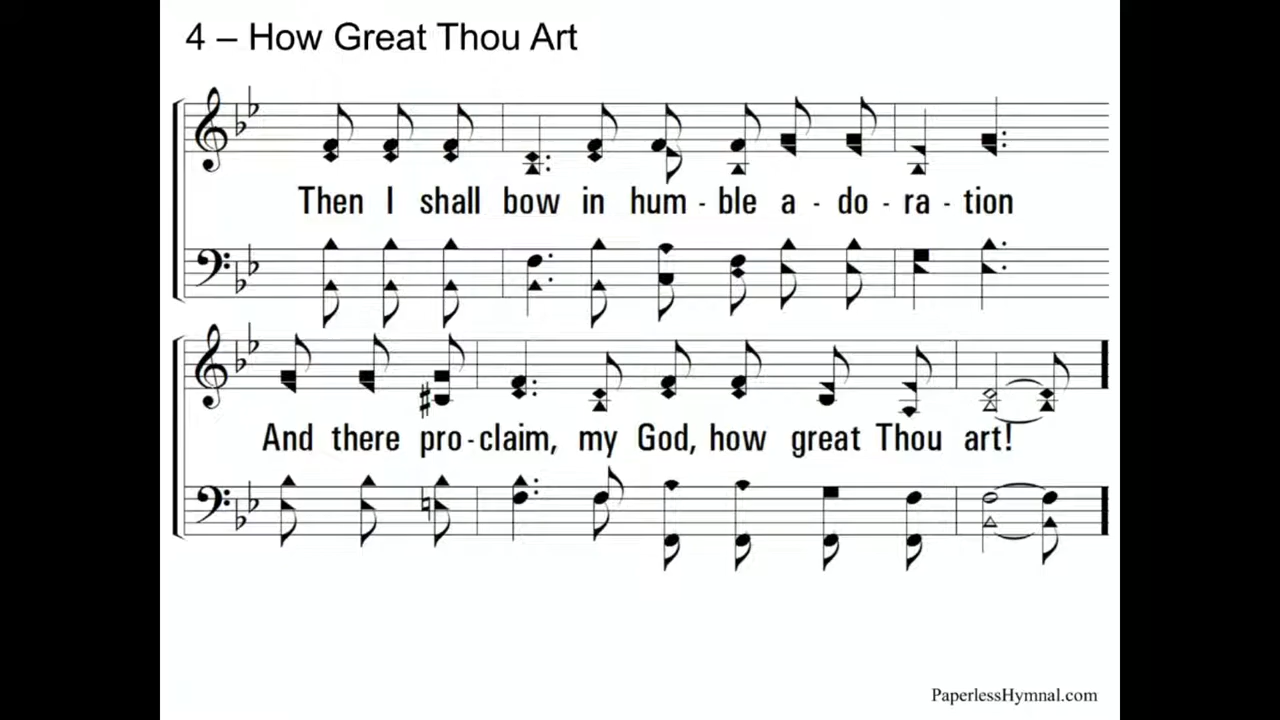 4 – How Great Thou Art
Then I shall bow in hum - ble a - do - ra - tion
And there pro - claim, my God, how great Thou art!
PaperlessHymnal.com